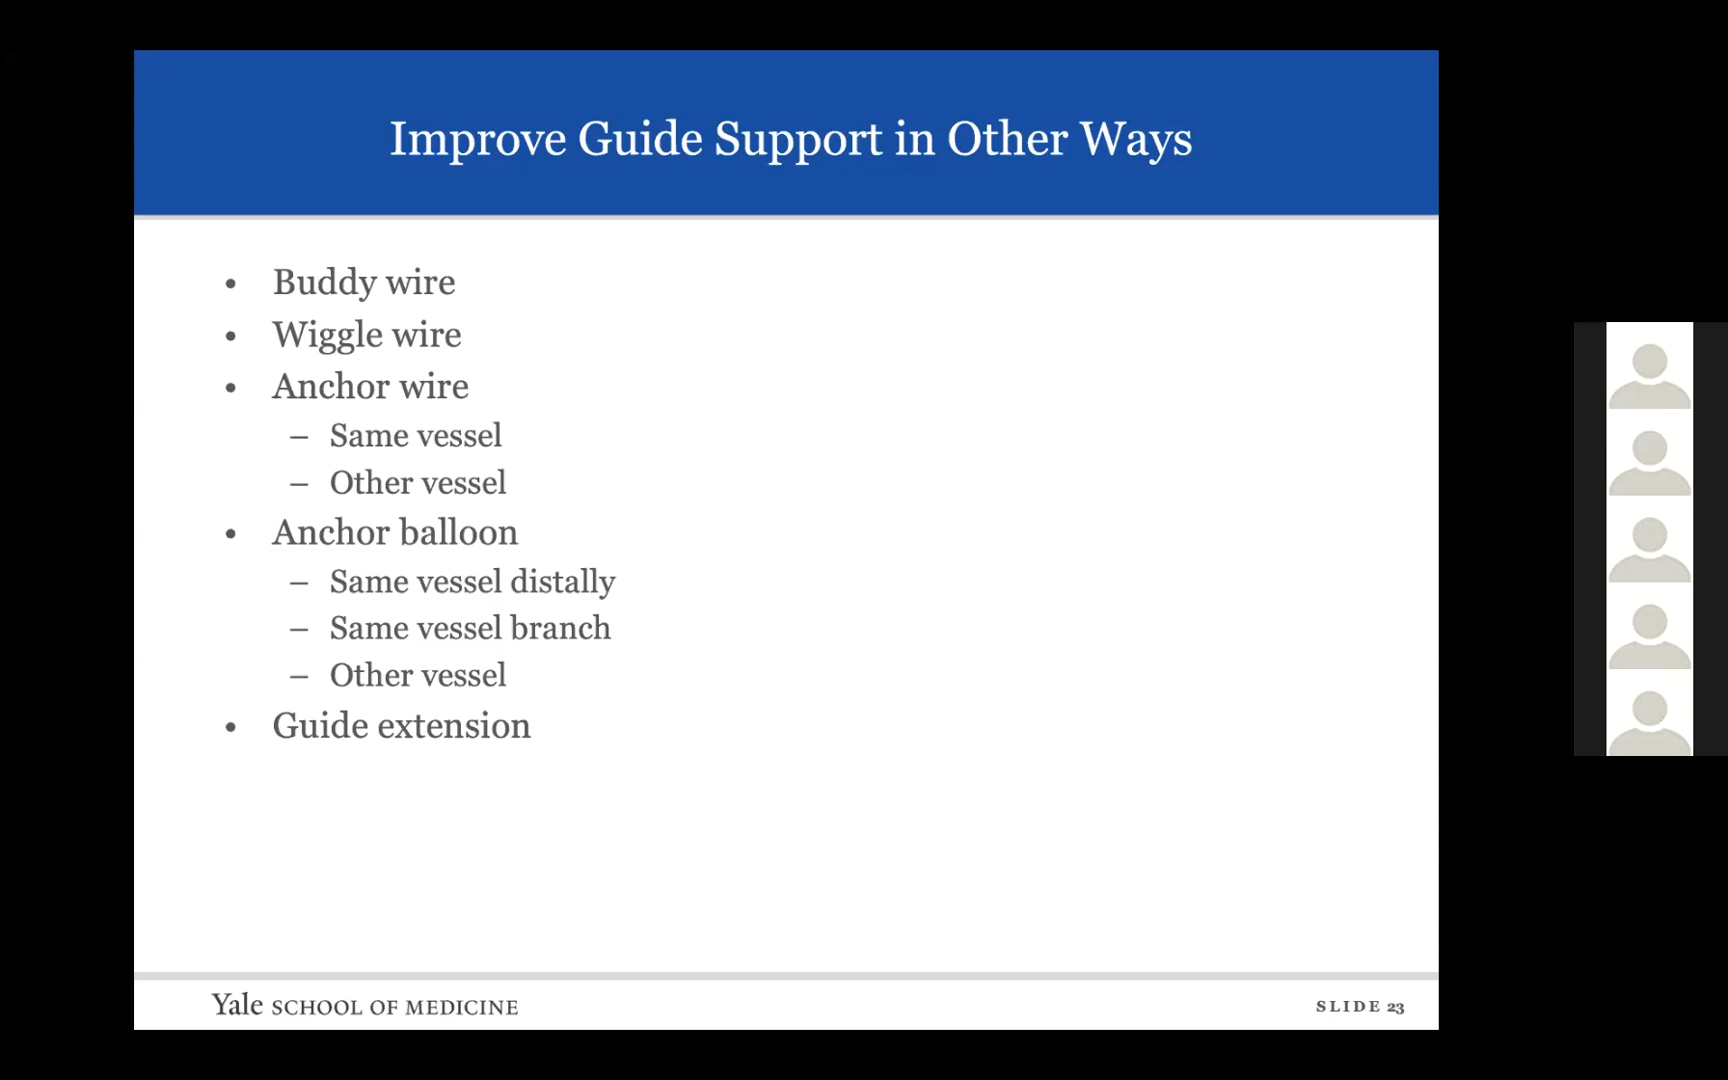 Improve Guide Support in Other Ways
• Buddy wire
• Wiggle wire
• Anchor wire
– Same vessel
– Other vessel
• Anchor balloon
– Same vessel distally
– Same vessel branch
– Other vessel
• Guide extension
Yale SCHOOL OF MEDICINE
SLIDE 23